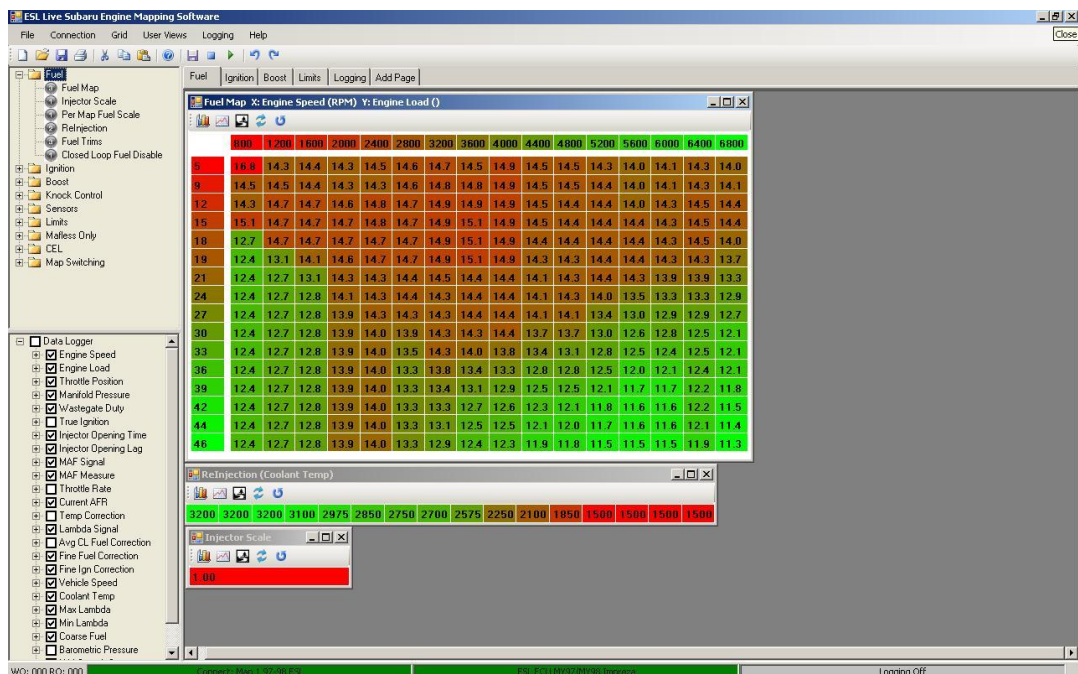 ESL Live Subaru Engine Mapping Software
File Connection Grid User Views Logging Help
Close
Fuel
Fuel Map
Injector Scale
Per Map Fuel Scale
ReInjection
Fuel Trims
Closed Loop Fuel Disable
Ignition
Boost
Knock Control
Sensors
Limits
Mafless Only
CEL
Map Switching
Data Logger
Engine Speed
Engine Load
Throttle Position
Manifold Pressure
Wastegate Duty
True Ignition
Injector Opening Time
Injector Opening Lag
MAF Signal
MAF Measure
Throttle Rate
Current AFR
Temp Correction
Lambda Signal
Avg CL Fuel Correction
Fine Fuel Correction
Fine Ign Correction
Vehicle Speed
Coolant Temp
Max Lambda
Min Lambda
Coarse Fuel
Barometric Pressure
Fuel Ignition Boost Limits Logging Add Page
Fuel Map X: Engine Speed (RPM) Y: Engine Load ()
800 1200 1600 2000 2400 2800 3200 3600 4000 4400 4800 5200 5600 6000 6400 6800
5 16.8 14.3 14.4 14.3 14.5 14.6 14.7 14.5 14.9 14.5 14.5 14.3 14.0 14.1 14.3 14.0
9 14.5 14.5 14.4 14.3 14.3 14.6 14.8 14.8 14.9 14.5 14.5 14.4 14.0 14.1 14.3 14.1
12 14.3 14.7 14.7 14.6 14.8 14.7 14.9 14.9 14.9 14.5 14.4 14.4 14.0 14.3 14.5 14.4
15 15.1 14.7 14.7 14.7 14.8 14.7 14.9 15.1 14.9 14.5 14.4 14.4 14.4 14.3 14.5 14.4
18 12.7 14.7 14.7 14.7 14.7 14.7 14.9 15.1 14.9 14.4 14.4 14.4 14.4 14.3 14.5 14.0
19 12.4 13.1 14.1 14.6 14.7 14.7 14.9 15.1 14.9 14.3 14.3 14.4 14.4 14.3 14.3 13.7
21 12.4 12.7 13.1 14.3 14.3 14.4 14.5 14.4 14.4 14.1 14.3 14.4 14.3 13.9 13.9 13.3
24 12.4 12.7 12.8 14.1 14.3 14.4 14.3 14.4 14.4 14.1 14.3 14.0 13.5 13.3 13.3 12.9
27 12.4 12.7 12.8 13.9 14.3 14.3 14.3 14.4 14.4 14.1 14.1 13.4 13.0 12.9 12.9 12.7
30 12.4 12.7 12.8 13.9 14.0 13.9 14.3 14.3 14.4 13.7 13.7 13.0 12.6 12.8 12.5 12.1
33 12.4 12.7 12.8 13.9 14.0 13.5 14.3 14.0 13.8 13.4 13.1 12.8 12.5 12.4 12.5 12.1
36 12.4 12.7 12.8 13.9 14.0 13.3 13.8 13.4 13.3 12.8 12.8 12.5 12.0 12.1 12.4 12.1
39 12.4 12.7 12.8 13.9 14.0 13.3 13.4 13.1 12.9 12.5 12.5 12.1 11.7 11.7 12.2 11.8
42 12.4 12.7 12.8 13.9 14.0 13.3 13.3 12.7 12.6 12.3 12.1 11.8 11.6 11.6 12.2 11.5
44 12.4 12.7 12.8 13.9 14.0 13.3 13.1 12.5 12.5 12.1 12.0 11.7 11.6 11.6 12.1 11.4
46 12.4 12.7 12.8 13.9 14.0 13.3 12.9 12.4 12.3 11.9 11.8 11.5 11.5 11.5 11.9 11.3
ReInjection (Coolant Temp)
3200 3200 3200 3100 2975 2850 2750 2700 2575 2250 2100 1850 1500 1500 1500 1500
Injector Scale
1.00
WO: 000 RO: 000 Connect: Map 1 97-98 ESL ESL ECU MY97/MY98 Impreza Logging Off